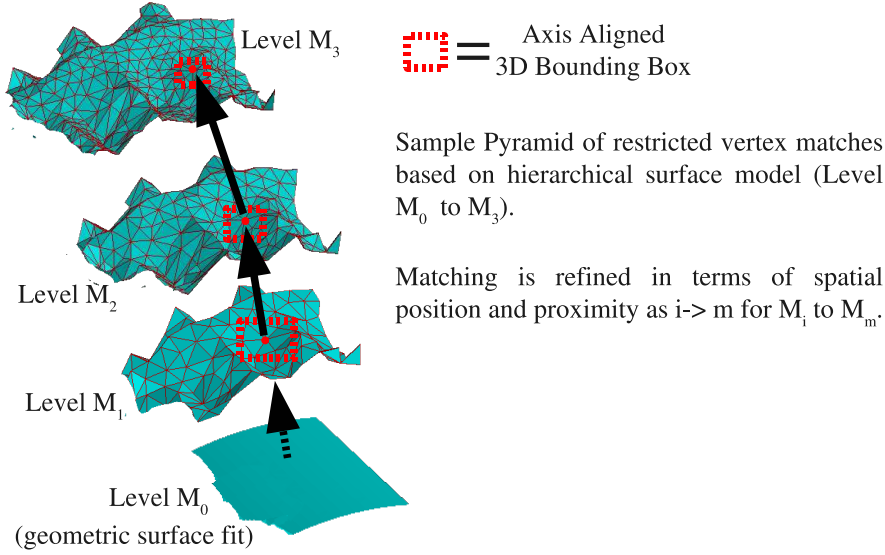 Level M3
Axis Aligned
3D Bounding Box
Sample Pyramid of restricted vertex matches
based on hierarchical surface model (Level
M0 to M3).
Matching is refined in terms of spatial
position and proximity as i-> m for Mi to Mm.
Level M2
Level M1
Level M0
(geometric surface fit)